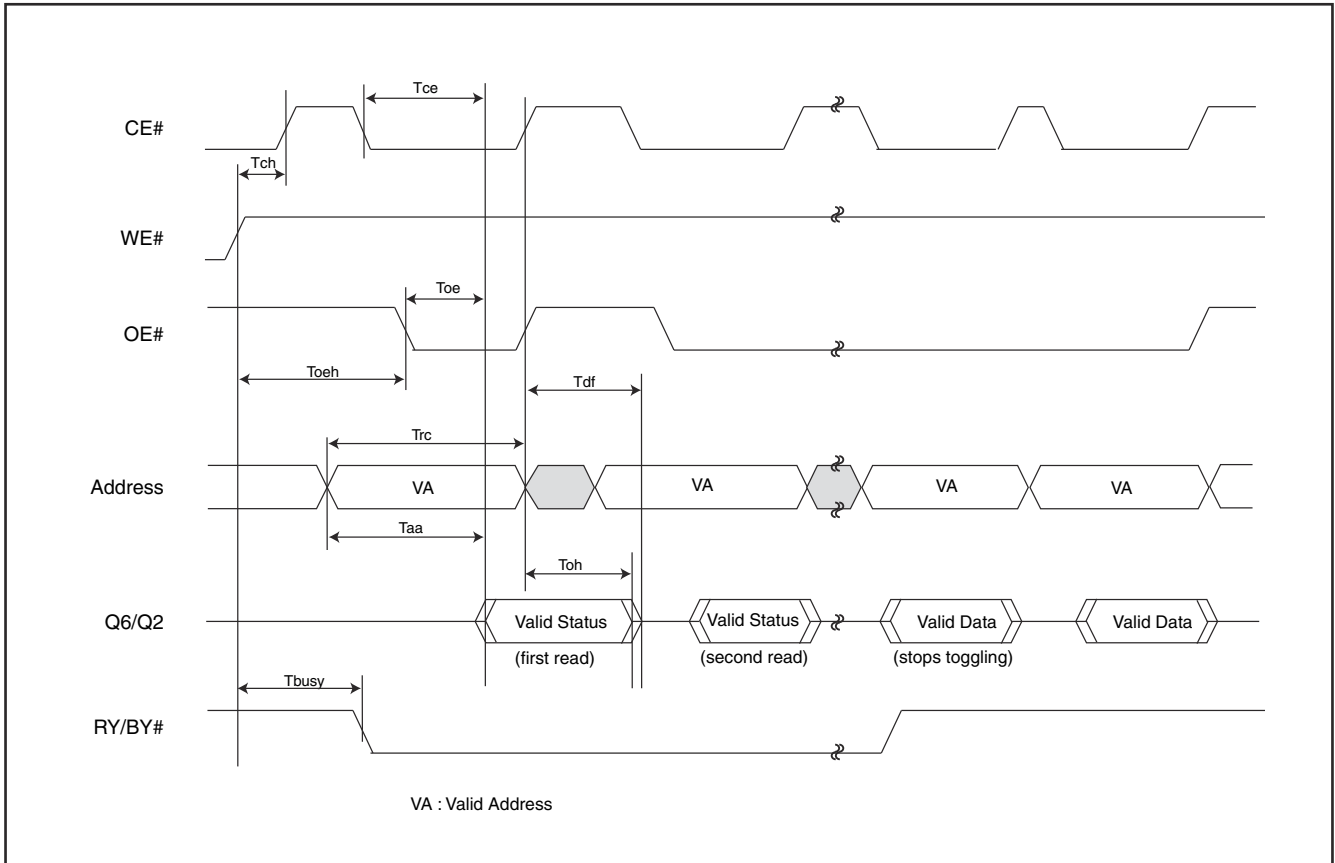 Tce
CE#
Tch
WE#
Toe
OE#
Toeh
Tdf
Trc
Address
VA
VA
VA
VA
Taa
Toh
Q6/Q2
Valid Status
Valid Status
Valid Data
Valid Data
(first read)
(second read)
(stops toggling)
Tbusy
RY/BY#
VA : Valid Address